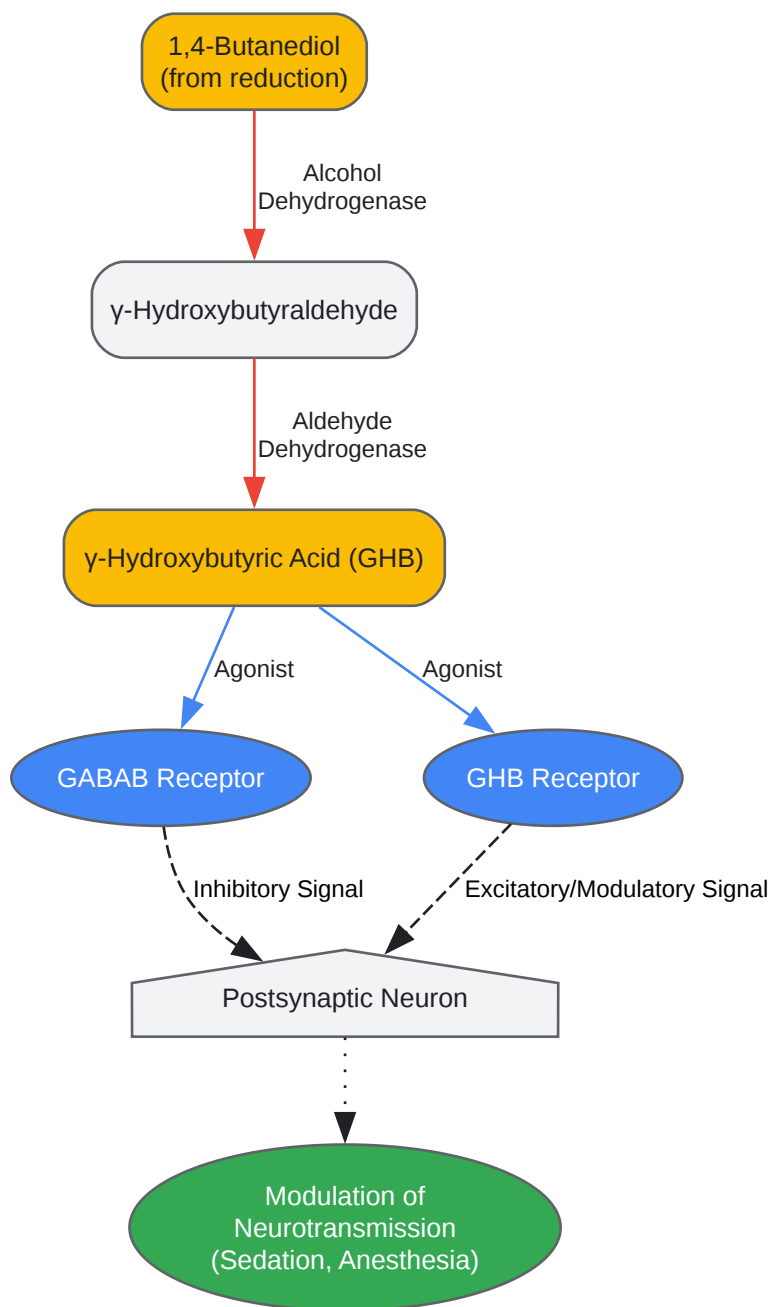 1,4-Butanediol
(from reduction)
Alcohol
Dehydrogenase
γ-Hydroxybutyraldehyde
Aldehyde
Dehydrogenase
γ-Hydroxybutyric Acid (GHB)
Agonist
Agonist
GABAB Receptor
GHB Receptor
Inhibitory Signal
Excitatory/Modulatory Signal
Postsynaptic Neuron
Modulation of
Neurotransmission
(Sedation, Anesthesia)